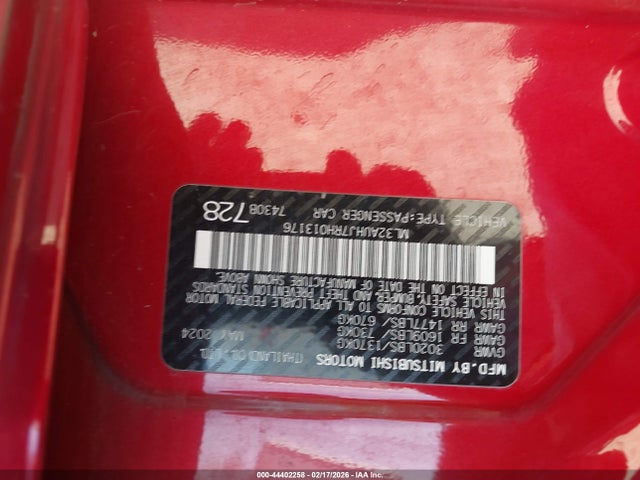 MFD.BY MITSUBISHI MOTORS
(THAILAND CO., LTD.
GVWR 3020LBS/1370KG 2024
GAWR FR 1609LBS/ 730KG
GAWR RR 1477LBS/ 670KG
THIS VEHICLE CONFORMS TO ALL APPLICABLE FEDERAL MOTOR
VEHICLE SAFETY BUMPER AND THEFT PREVENTION STANDARDS
IN EFFECT ON THE DATE OF MANUFACTURE SHOWN ABOVE.
ML32AUHJ7RH013176
VEHICLE TYPE:PASSENGER CAR
728 7430B
000-44402258 - 02/17/2026 - IAA Inc.